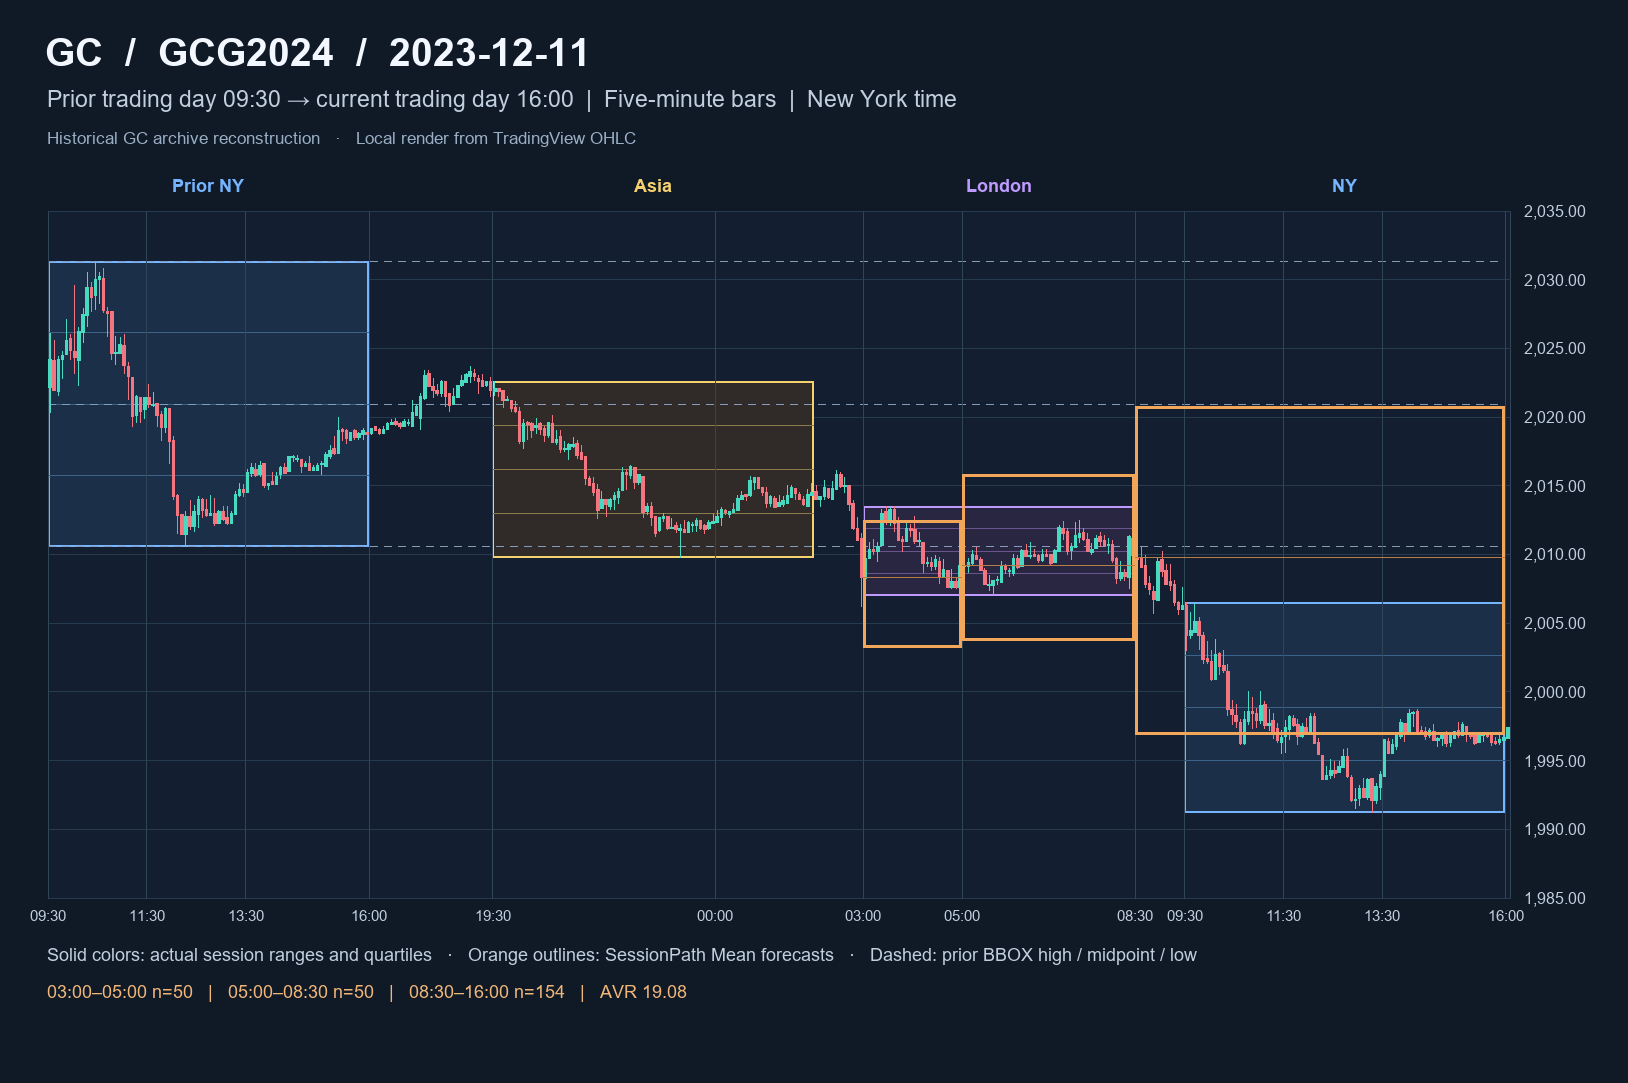 GC / GCG2024 / 2023-12-11
Prior trading day 09:30 → current trading day 16:00 | Five-minute bars | New York time
Historical GC archive reconstruction · Local render from TradingView OHLC
Prior NY Asia London NY
2,035.00
2,030.00
2,025.00
2,020.00
2,015.00
2,010.00
2,005.00
2,000.00
1,995.00
1,990.00
1,985.00
09:30 11:30 13:30 16:00 19:30 00:00 03:00 05:00 08:30 09:30 11:30 13:30 16:00
Solid colors: actual session ranges and quartiles · Orange outlines: SessionPath Mean forecasts · Dashed: prior BBOX high / midpoint / low
03:00–05:00 n=50 | 05:00–08:30 n=50 | 08:30–16:00 n=154 | AVR 19.08